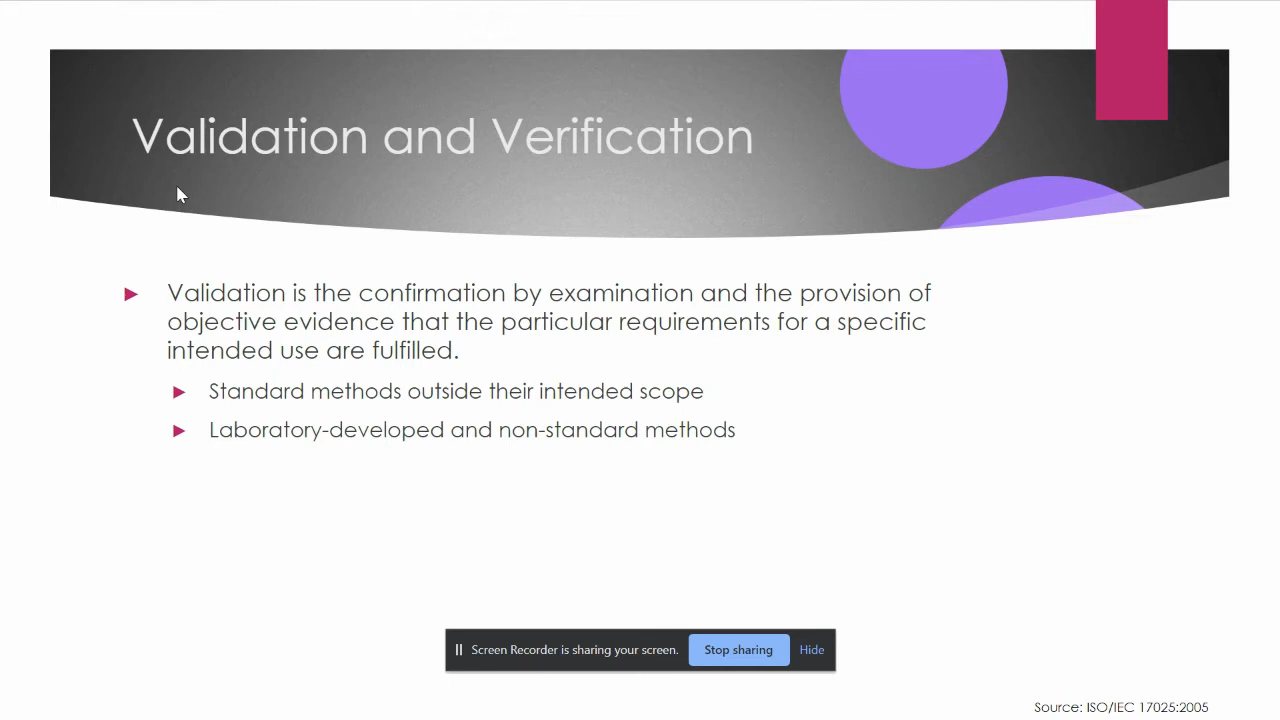 Validation and Verification
Validation is the confirmation by examination and the provision of
objective evidence that the particular requirements for a specific
intended use are fulfilled.
Standard methods outside their intended scope
Laboratory-developed and non-standard methods
Screen Recorder is sharing your screen. Stop sharing Hide
Source: ISO/IEC 17025:2005